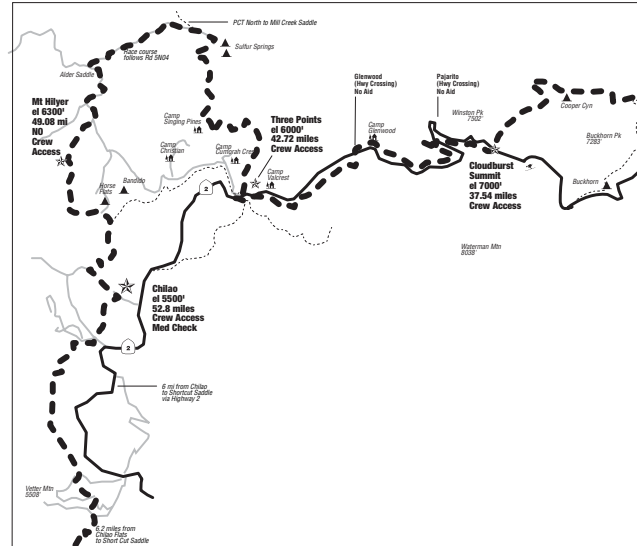 PCT North to Mill Creek Saddle
Race course
follows Rd 5N04
Sulfur Springs
Alder Saddle
Mt Hilyer
el 6300'
49.08 mi
NO
Crew
Access
Camp
Singing Pines
Camp
Christian
Camp
Cumorah Crest
Three Points
el 6000'
42.72 miles
Crew Access
Camp
Valcrest
Glenwood
(Hwy Crossing)
No Aid
Camp
Glenwood
Pajarito
(Hwy Crossing)
No Aid
Winston Pk
7502'
Cooper Cyn
Buckhorn Pk
7283'
Cloudburst
Summit
el 7000'
37.54 miles
Crew Access
Buckhorn
Waterman Mtn
8038'
Horse
Flats
Bandido
2
Chilao
el 5500'
52.8 miles
Crew Access
Med Check
2
6 mi from Chilao
to Shortcut Saddle
via Highway 2
Vetter Mtn
5508'
6.2 miles from
Chilao Flats
to Short Cut Saddle